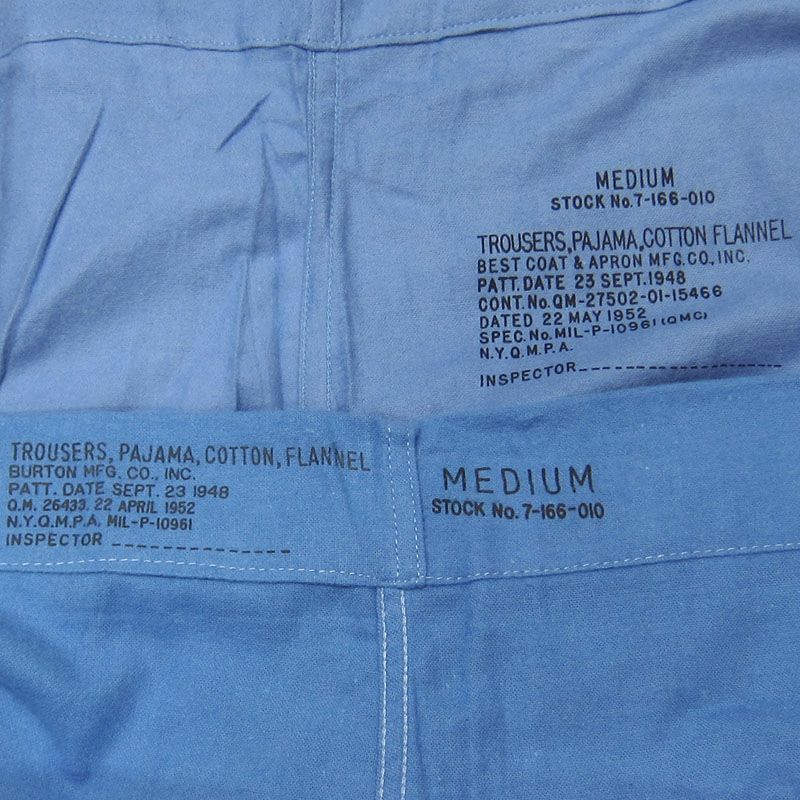 MEDIUM
STOCK No.7-166-010
TROUSERS,PAJAMA,COTTON FLANNEL
BEST COAT & APRON MFG.CO.,INC.
PATT. DATE 23 SEPT.1948
CONT.No.QM-27502-OI-15466
DATED 22 MAY 1952
SPEC.No.MIL-P-10961(QMC)
N.Y.Q.M.P.A.
INSPECTOR
TROUSERS, PAJAMA, COTTON, FLANNEL
BURTON MFG. CO., INC.
PATT. DATE SEPT. 23 1948
Q.M. 26433. 22 APRIL 1952
N.Y.Q.M.P.A. MIL-P-10961
INSPECTOR
MEDIUM
STOCK No. 7-166-010